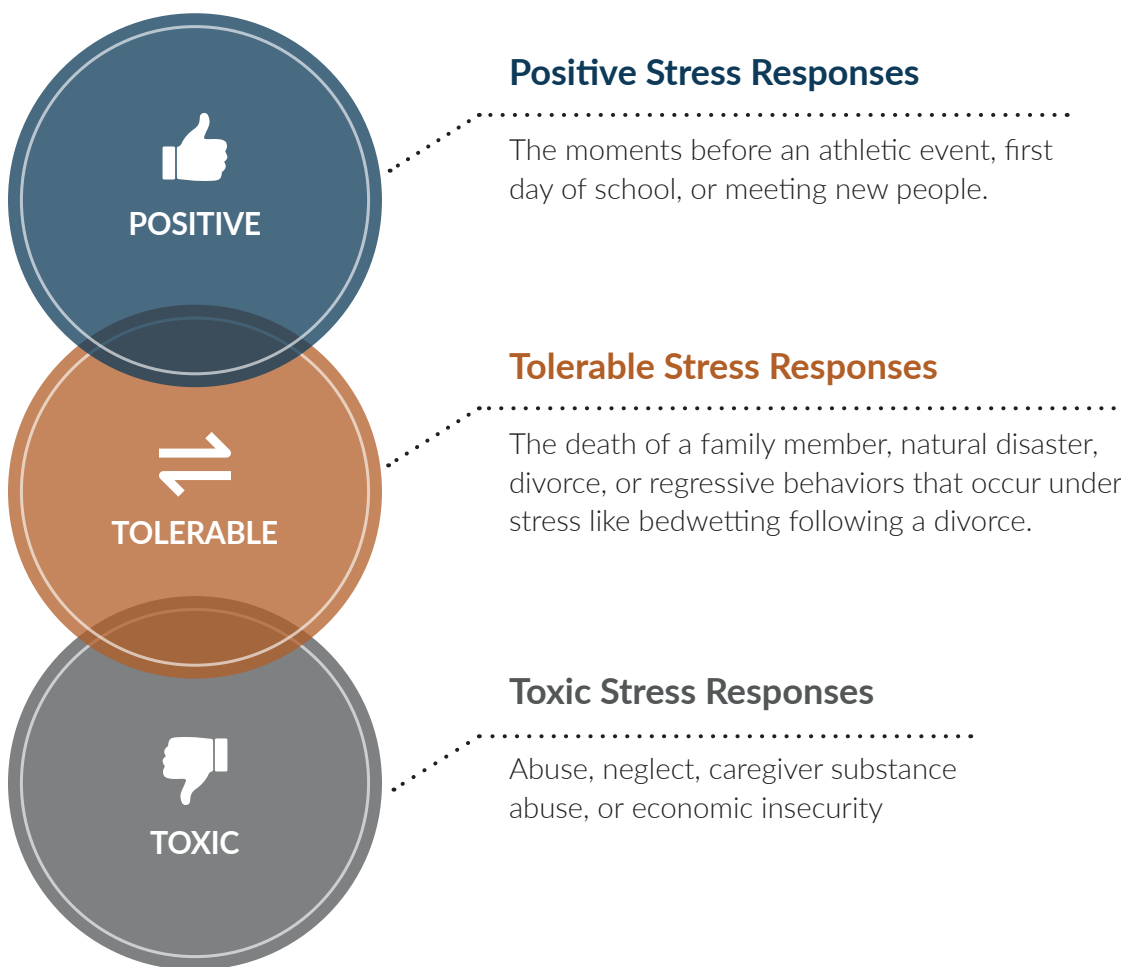 POSITIVE
Positive Stress Responses
The moments before an athletic event, first
day of school, or meeting new people.
TOLERABLE
Tolerable Stress Responses
The death of a family member, natural disaster,
divorce, or regressive behaviors that occur under
stress like bedwetting following a divorce.
TOXIC
Toxic Stress Responses
Abuse, neglect, caregiver substance
abuse, or economic insecurity